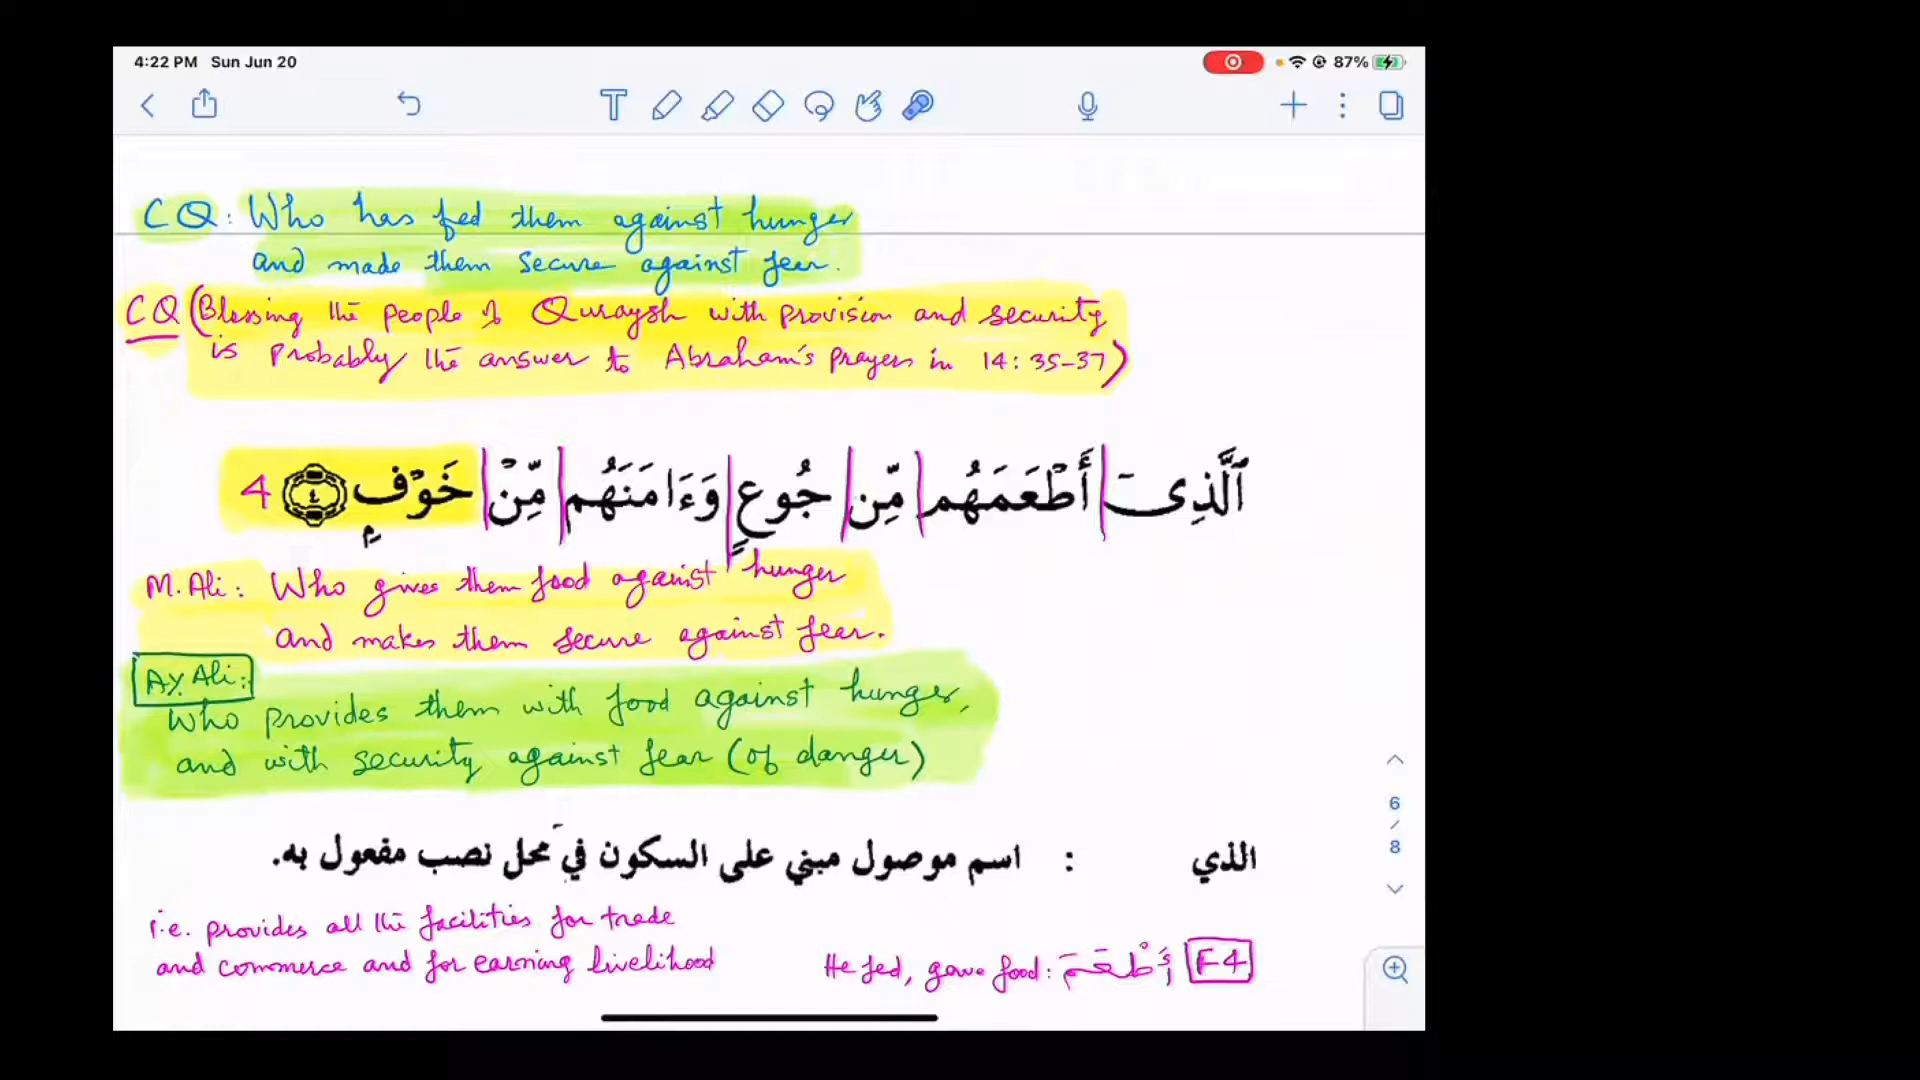 4:22 PM Sun Jun 20
87%
CQ: Who has fed them against hunger
and made them secure against fear.
CQ (Blessing the people of Quraysh with provision and security
is probably the answer to Abraham's prayers in 14:35-37)
ٱلَّذِىٓ أَطْعَمَهُم مِّن جُوعٍ وَءَامَنَهُم مِّنْ خَوْفٍۭ ٤ 4
M. Ali: Who gives them food against hunger
and makes them secure against fear.
A.Y. Ali:
Who provides them with food against hunger,
and with security against fear (of danger)
6
/
8
الذي : اسم موصول مبني على السكون في محل نصب مفعول به.
i.e. provides all the facilities for trade
and commerce and for earning livelihood
He fed, gave food: أَطْعَمَ F4